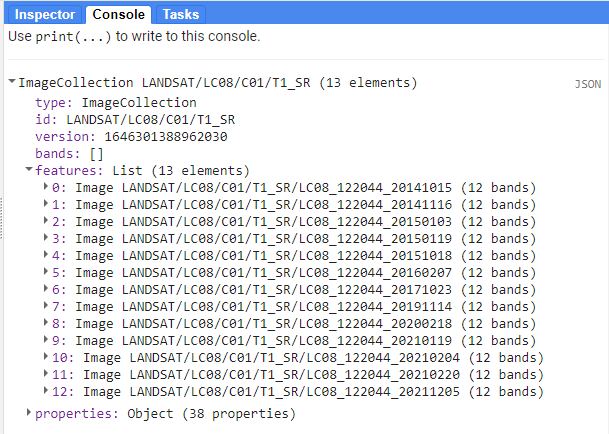 Inspector Console Tasks
Use print(...) to write to this console.
ImageCollection LANDSAT/LC08/C01/T1_SR (13 elements) JSON
type: ImageCollection
id: LANDSAT/LC08/C01/T1_SR
version: 1646301388962030
bands: []
features: List (13 elements)
0: Image LANDSAT/LC08/C01/T1_SR/LC08_122044_20141015 (12 bands)
1: Image LANDSAT/LC08/C01/T1_SR/LC08_122044_20141116 (12 bands)
2: Image LANDSAT/LC08/C01/T1_SR/LC08_122044_20150103 (12 bands)
3: Image LANDSAT/LC08/C01/T1_SR/LC08_122044_20150119 (12 bands)
4: Image LANDSAT/LC08/C01/T1_SR/LC08_122044_20151018 (12 bands)
5: Image LANDSAT/LC08/C01/T1_SR/LC08_122044_20160207 (12 bands)
6: Image LANDSAT/LC08/C01/T1_SR/LC08_122044_20171023 (12 bands)
7: Image LANDSAT/LC08/C01/T1_SR/LC08_122044_20191114 (12 bands)
8: Image LANDSAT/LC08/C01/T1_SR/LC08_122044_20200218 (12 bands)
9: Image LANDSAT/LC08/C01/T1_SR/LC08_122044_20210119 (12 bands)
10: Image LANDSAT/LC08/C01/T1_SR/LC08_122044_20210204 (12 bands)
11: Image LANDSAT/LC08/C01/T1_SR/LC08_122044_20210220 (12 bands)
12: Image LANDSAT/LC08/C01/T1_SR/LC08_122044_20211205 (12 bands)
properties: Object (38 properties)